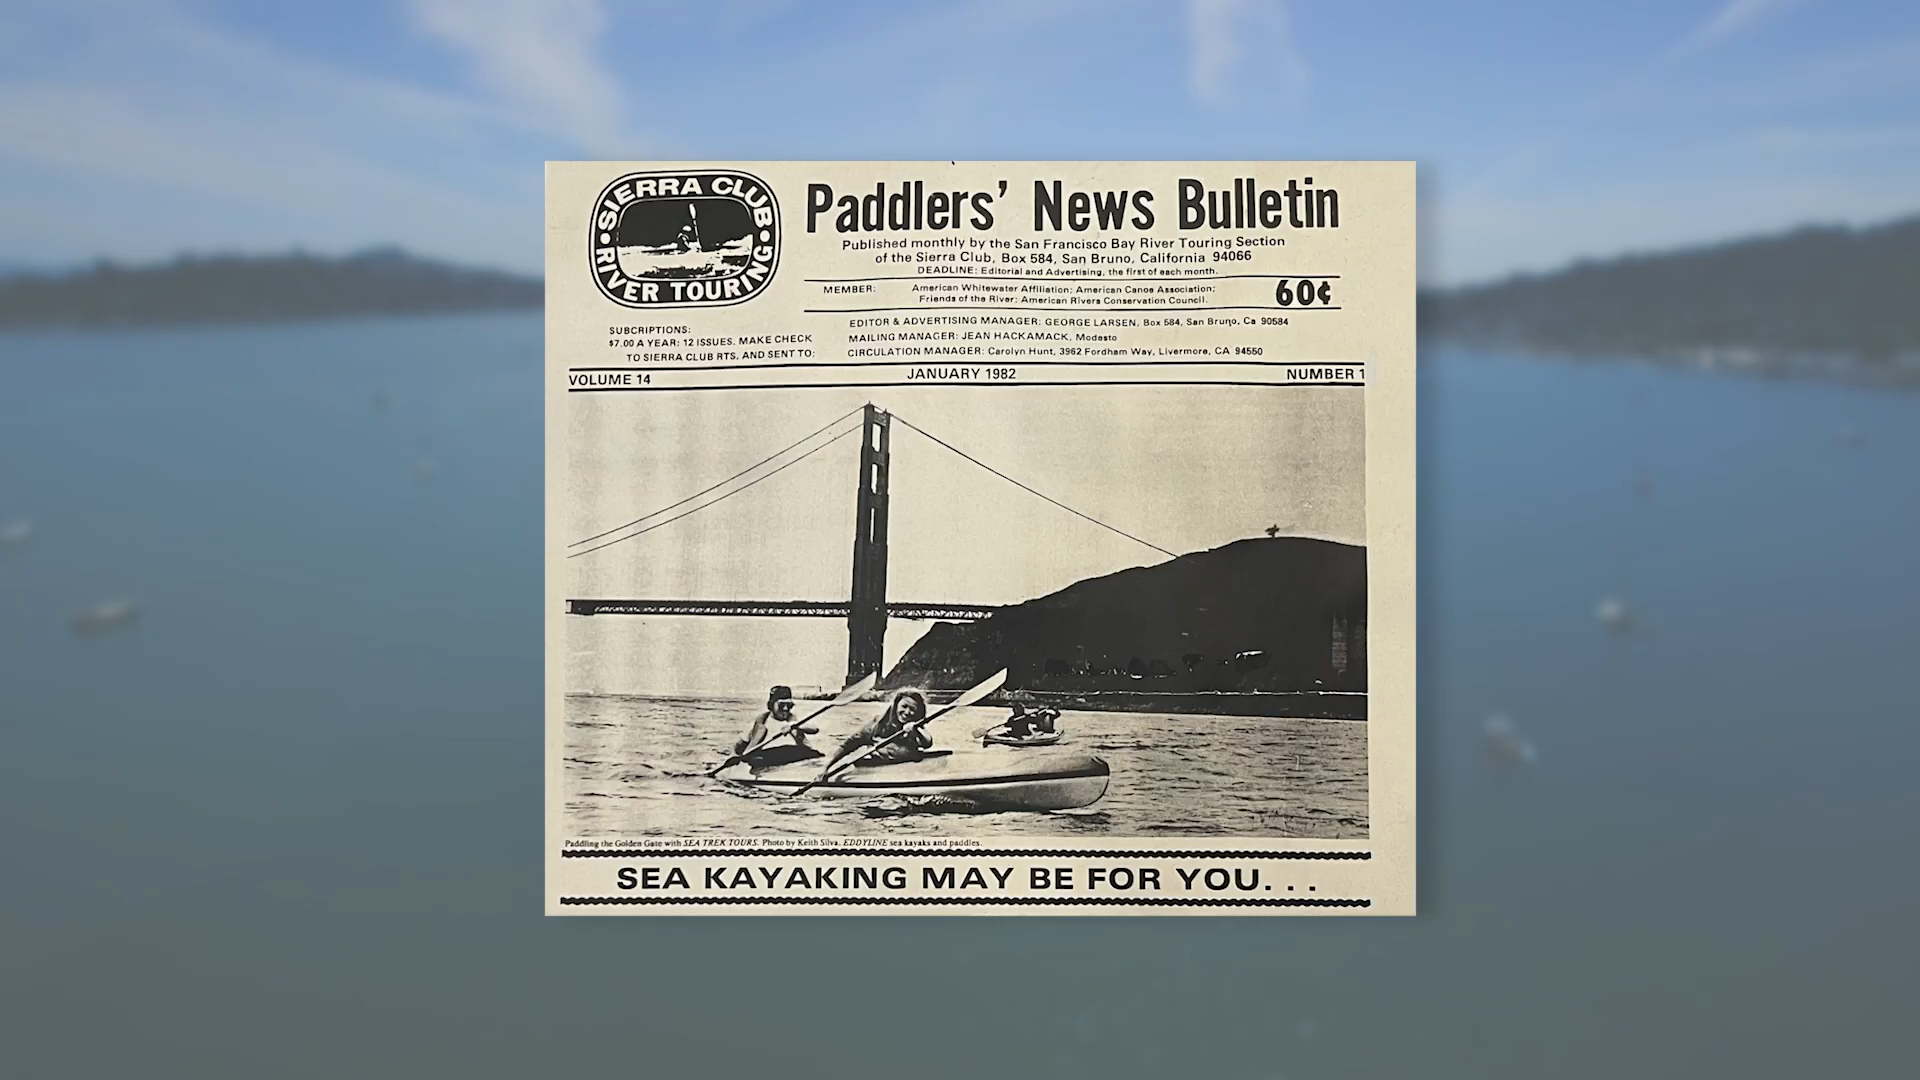 SIERRA CLUB
RIVER TOURING
Paddlers' News Bulletin
Published monthly by the San Francisco Bay River Touring Section
of the Sierra Club, Box 584, San Bruno, California 94066
DEADLINE: Editorial and Advertising, the first of each month.
MEMBER: American Whitewater Affiliation; American Canoe Association;
Friends of the River; American Rivers Conservation Council.
60¢
SUBCRIPTIONS:
$7.00 A YEAR: 12 ISSUES. MAKE CHECK
TO SIERRA CLUB RTS, AND SENT TO:
EDITOR & ADVERTISING MANAGER: GEORGE LARSEN, Box 584, San Bruno, Ca 90584
MAILING MANAGER: JEAN HACKAMACK, Modesto
CIRCULATION MANAGER: Carolyn Hunt, 3962 Fordham Way, Livermore, CA 94550
VOLUME 14 JANUARY 1982 NUMBER 1
Paddling the Golden Gate with SEA TREK TOURS. Photo by Keith Silva. EDDYLINE sea kayaks and paddles.
SEA KAYAKING MAY BE FOR YOU. . .